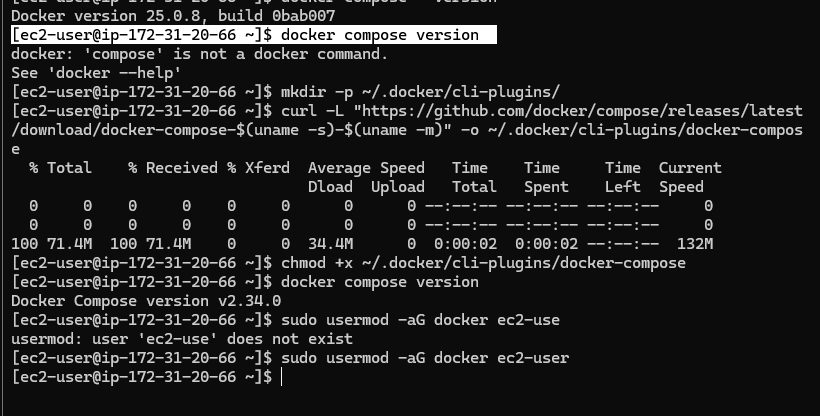 Docker version 25.0.8, build 0bab007
[ec2-user@ip-172-31-20-66 ~]$ docker compose version
docker: 'compose' is not a docker command.
See 'docker --help'
[ec2-user@ip-172-31-20-66 ~]$ mkdir -p ~/.docker/cli-plugins/
[ec2-user@ip-172-31-20-66 ~]$ curl -L "https://github.com/docker/compose/releases/latest
/download/docker-compose-$(uname -s)-$(uname -m)" -o ~/.docker/cli-plugins/docker-compos
e
  % Total    % Received % Xferd  Average Speed   Time    Time     Time  Current
                                 Dload  Upload   Total   Spent    Left  Speed
  0     0    0     0    0     0      0      0 --:--:-- --:--:-- --:--:--     0
  0     0    0     0    0     0      0      0 --:--:-- --:--:-- --:--:--     0
100 71.4M  100 71.4M    0     0  34.4M      0  0:00:02  0:00:02 --:--:--  132M
[ec2-user@ip-172-31-20-66 ~]$ chmod +x ~/.docker/cli-plugins/docker-compose
[ec2-user@ip-172-31-20-66 ~]$ docker compose version
Docker Compose version v2.34.0
[ec2-user@ip-172-31-20-66 ~]$ sudo usermod -aG docker ec2-use
usermod: user 'ec2-use' does not exist
[ec2-user@ip-172-31-20-66 ~]$ sudo usermod -aG docker ec2-user
[ec2-user@ip-172-31-20-66 ~]$